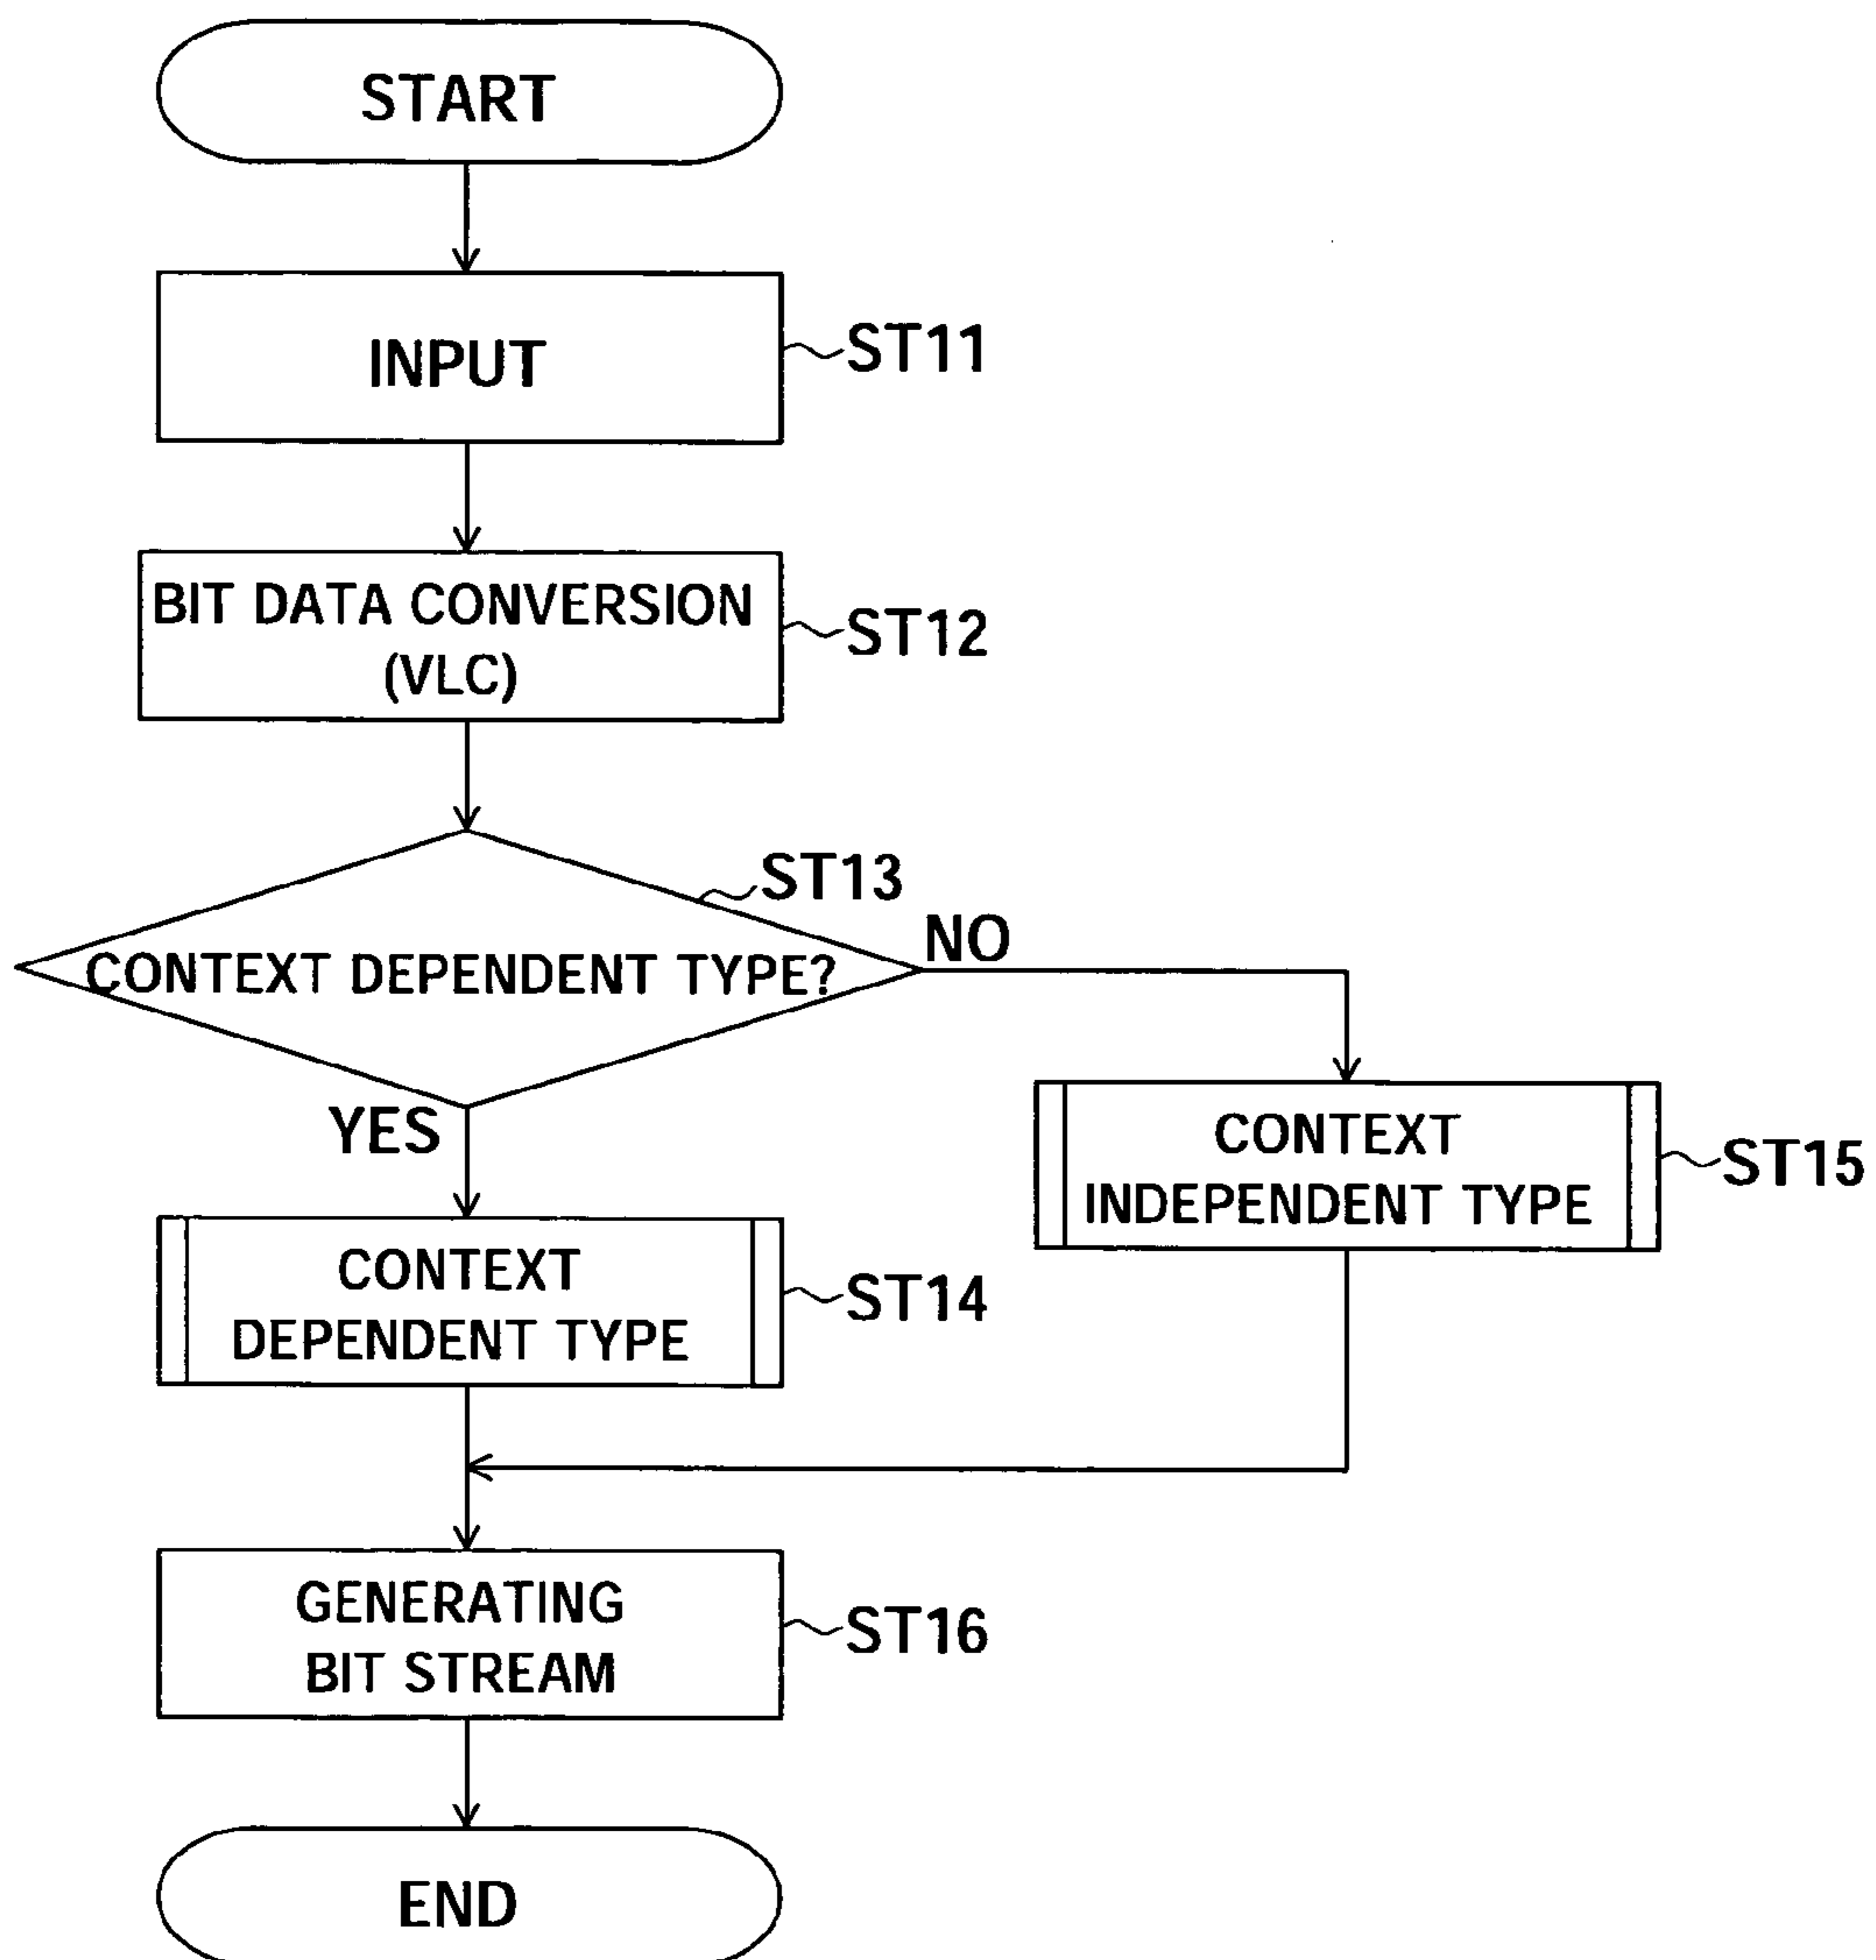 START
INPUT
ST11
BIT DATA CONVERSION
(VLC)
ST12
ST13
CONTEXT DEPENDENT TYPE?
NO
YES
CONTEXT
INDEPENDENT TYPE
ST15
CONTEXT
DEPENDENT TYPE
ST14
GENERATING
BIT STREAM
ST16
END